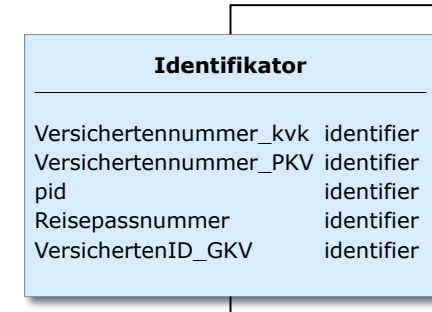 Identifikator
Versichertennummer_kvk identifier
Versichertennummer_PKV identifier
pid identifier
Reisepassnummer identifier
VersichertenID_GKV identifier